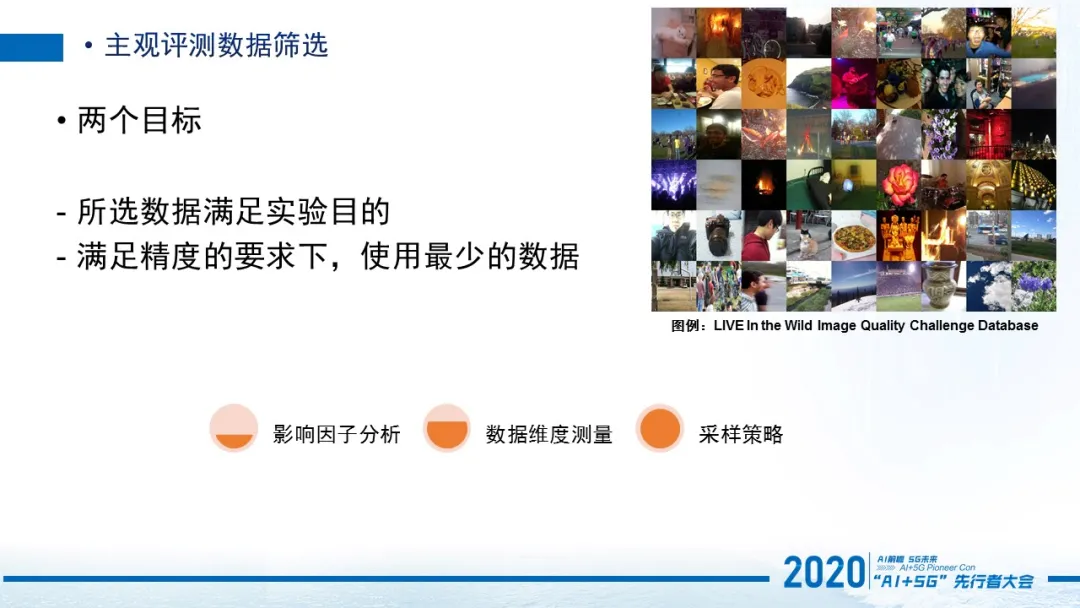 • 主观评测数据筛选
• 两个目标
- 所选数据满足实验目的
- 满足精度的要求下，使用最少的数据
图例：LIVE In the Wild Image Quality Challenge Database
影响因子分析
数据维度测量
采样策略
2020
AI解锢 5G未来
AI+5G Pioneer Con
“AI+5G”先行者大会